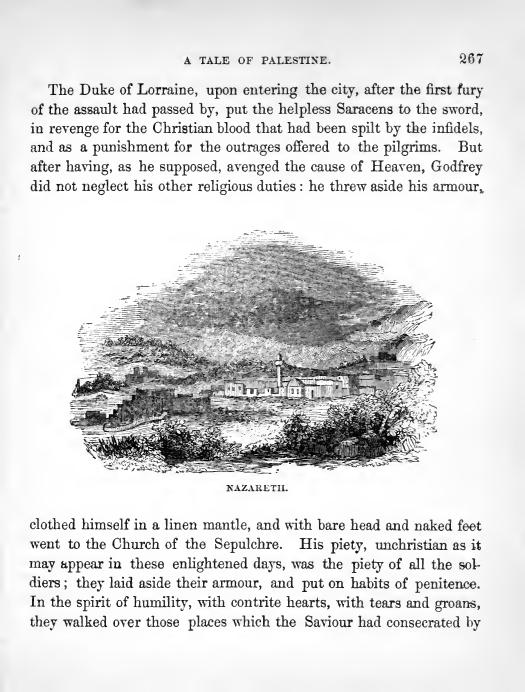 A TALE OF PALESTINE. 267
The Duke of Lorraine, upon entering the city, after the first fury
of the assault had passed by, put the helpless Saracens to the sword,
in revenge for the Christian blood that had been spilt by the infidels,
and as a punishment for the outrages offered to the pilgrims. But
after having, as he supposed, avenged the cause of Heaven, Godfrey
did not neglect his other religious duties: he threw aside his armour,
NAZARETH.
clothed himself in a linen mantle, and with bare head and naked feet
went to the Church of the Sepulchre. His piety, unchristian as it
may appear in these enlightened days, was the piety of all the sol-
diers; they laid aside their armour, and put on habits of penitence.
In the spirit of humility, with contrite hearts, with tears and groans,
they walked over those places which the Saviour had consecrated by